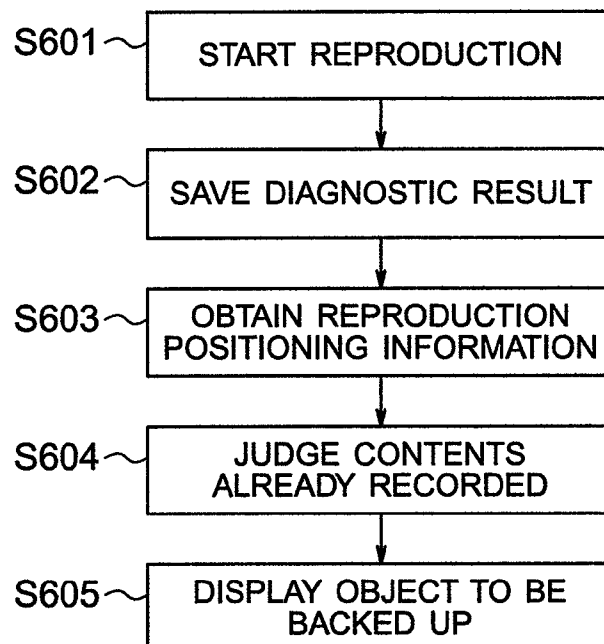 S601
START REPRODUCTION
S602
SAVE DIAGNOSTIC RESULT
S603
OBTAIN REPRODUCTION
POSITIONING INFORMATION
S604
JUDGE CONTENTS
ALREADY RECORDED
S605
DISPLAY OBJECT TO BE
BACKED UP